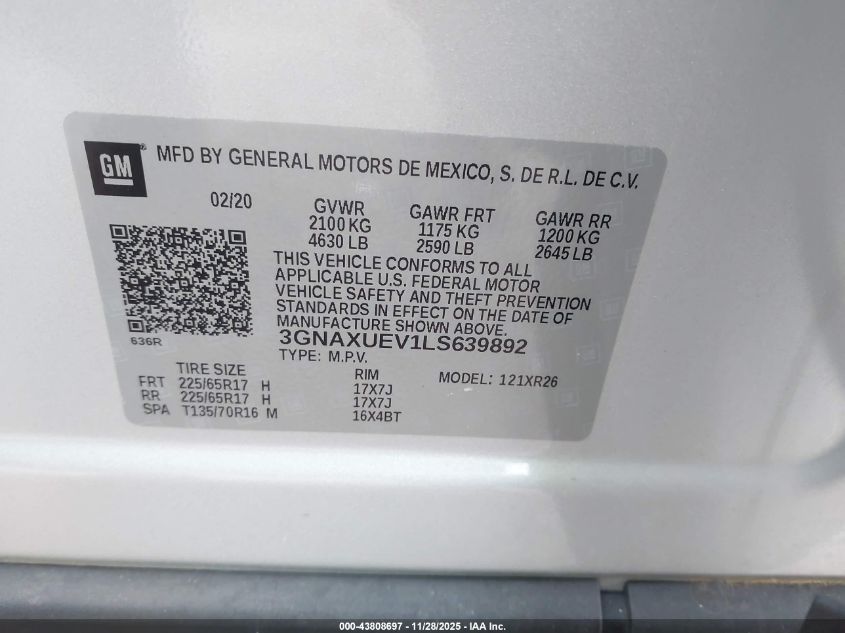 GM ® MFD BY GENERAL MOTORS DE MEXICO, S. DE R.L. DE C.V.
02/20 GVWR GAWR FRT GAWR RR
2100 KG 1175 KG 1200 KG
4630 LB 2590 LB 2645 LB
THIS VEHICLE CONFORMS TO ALL
APPLICABLE U.S. FEDERAL MOTOR
VEHICLE SAFETY AND THEFT PREVENTION
STANDARDS IN EFFECT ON THE DATE OF
MANUFACTURE SHOWN ABOVE.
636R 3GNAXUEV1LS639892
TYPE: M.P.V.
TIRE SIZE RIM MODEL: 121XR26
FRT 225/65R17 H 17X7J
RR 225/65R17 H 17X7J
SPA T135/70R16 M 16X4BT
000-43808697 - 11/28/2025 - IAA Inc.